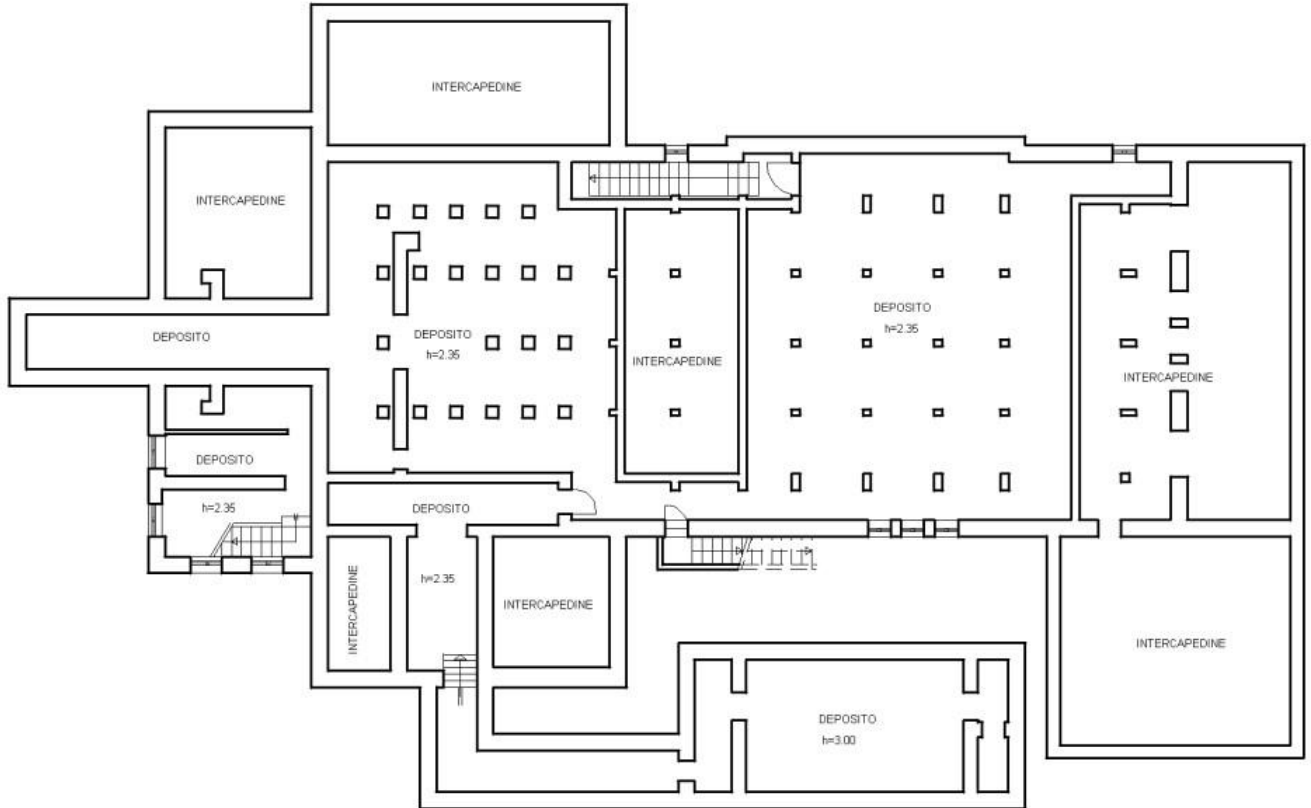 INTERCAPEDINE
INTERCAPEDINE
DEPOSITO
DEPOSITO
h=2.35
DEPOSITO
h=2.35
INTERCAPEDINE
INTERCAPEDINE
DEPOSITO
h=2.35
DEPOSITO
INTERCAPEDINE
h=2.35
INTERCAPEDINE
INTERCAPEDINE
DEPOSITO
h=3.00